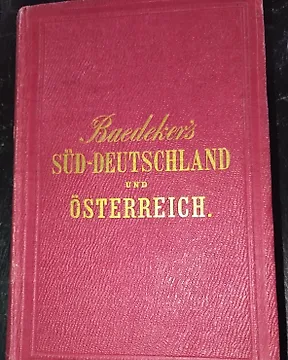 Baedeker's
SÜD-DEUTSCHLAND
UND
ÖSTERREICH.